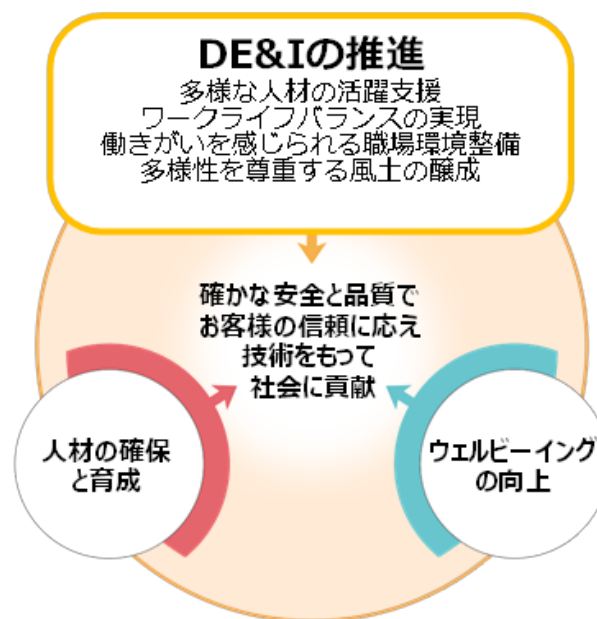 DE&Iの推進
多様な人材の活躍支援
ワークライフバランスの実現
働きがいを感じられる職場環境整備
多様性を尊重する風土の醸成
確かな安全と品質で
お客様の信頼に応え
技術をもって
社会に貢献
人材の確保
と育成
ウェルビーイング
の向上